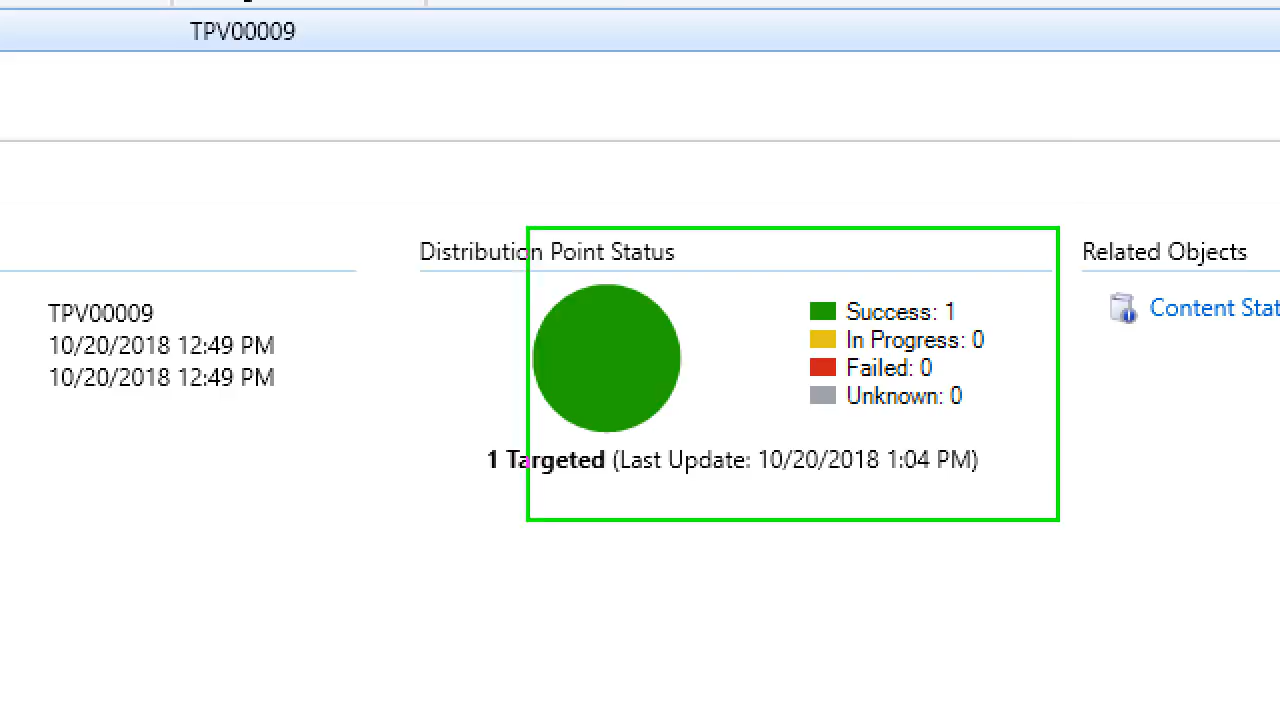 TPV00009
Distribution Point Status
Related Objects
TPV00009
10/20/2018 12:49 PM
10/20/2018 12:49 PM
Success: 1
In Progress: 0
Failed: 0
Unknown: 0
Content Stat
1 Targeted (Last Update: 10/20/2018 1:04 PM)